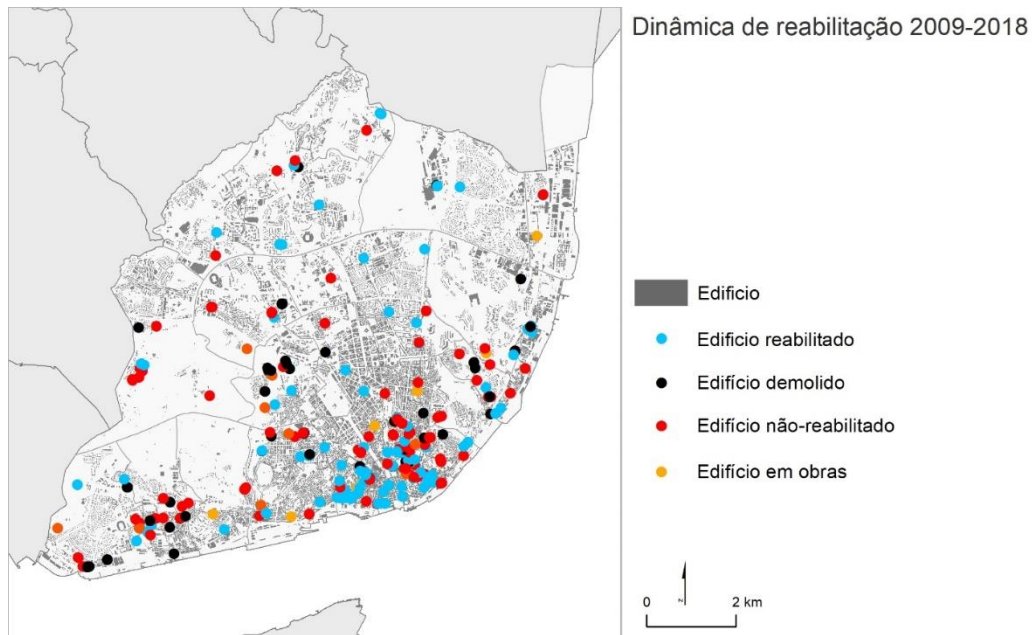 Dinâmica de reabilitação 2009-2018
Edifício
Edifício reabilitado
Edifício demolido
Edifício não-reabilitado
Edifício em obras
0 2 km